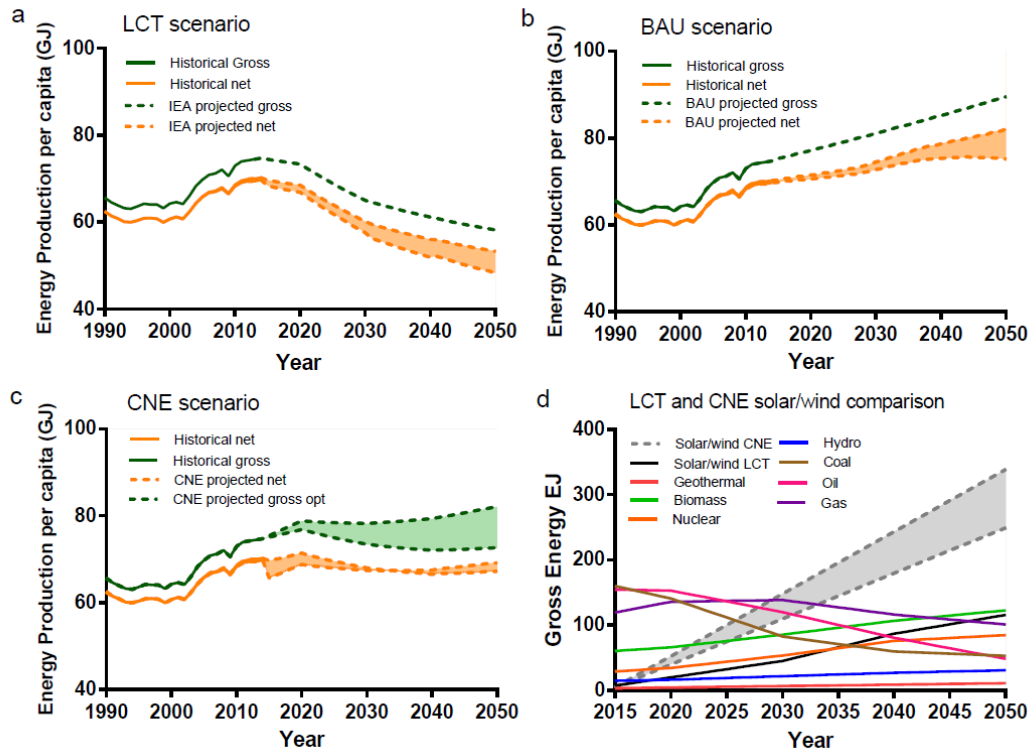 a
LCT scenario
Energy Production per capita (GJ)
100
80
60
40
Historical Gross
Historical net
IEA projected gross
IEA projected net
1990 2000 2010 2020 2030 2040 2050
Year
b
BAU scenario
Energy Production per capita (GJ)
100
80
60
40
Historical gross
Historical net
BAU projected gross
BAU projected net
1990 2000 2010 2020 2030 2040 2050
Year
c
CNE scenario
Energy Production per capita (GJ)
100
80
60
40
Historical net
Historical gross
CNE projected net
CNE projected gross opt
1990 2000 2010 2020 2030 2040 2050
Year
d
LCT and CNE solar/wind comparison
Gross Energy EJ
400
300
200
100
0
Solar/wind CNE
Solar/wind LCT
Geothermal
Biomass
Nuclear
Hydro
Coal
Oil
Gas
2015 2020 2025 2030 2035 2040 2045 2050
Year